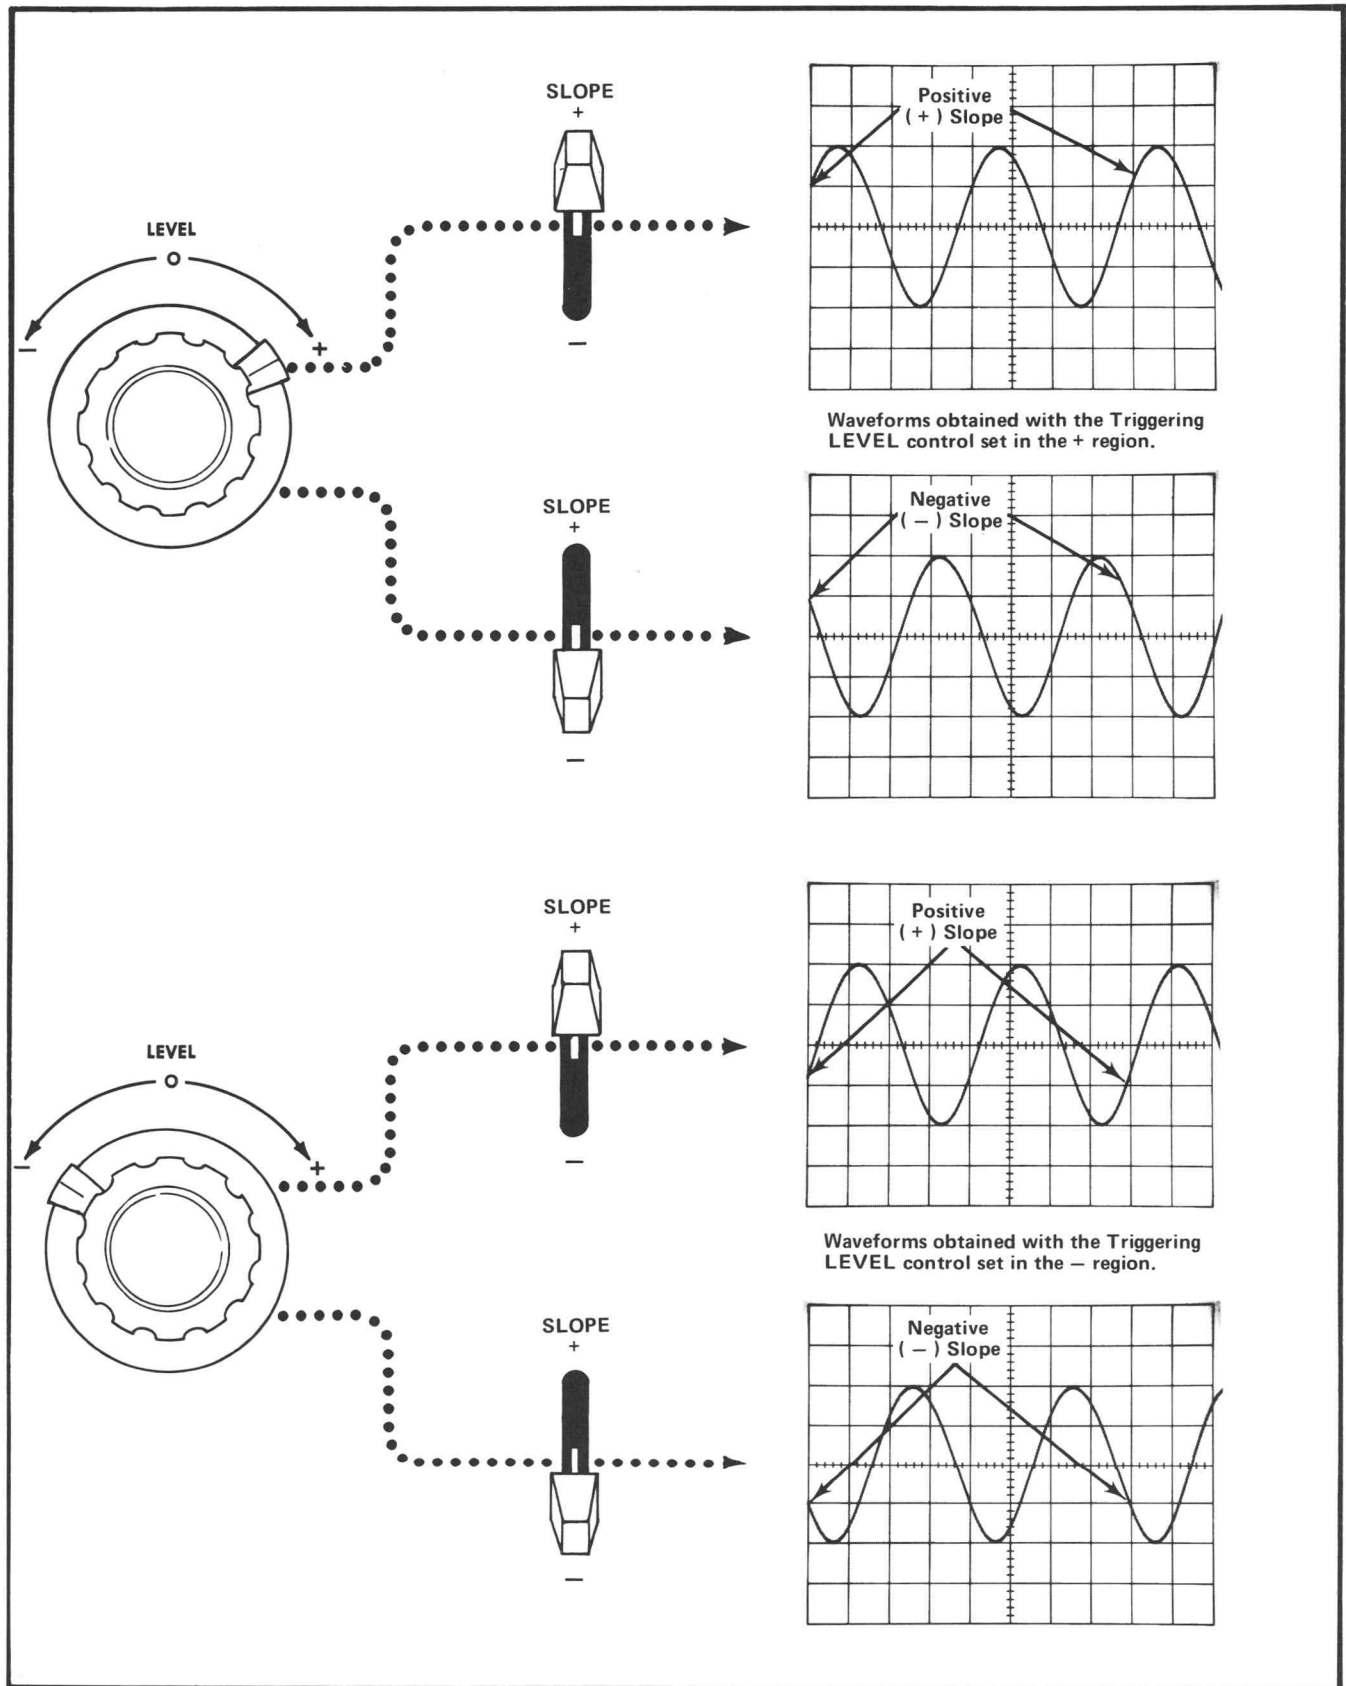 SLOPE
+
Positive
( + ) Slope
LEVEL
O
−
+
−
Waveforms obtained with the Triggering
LEVEL control set in the + region.
SLOPE
+
Negative
( − ) Slope
−
SLOPE
+
Positive
( + ) Slope
LEVEL
O
−
+
−
Waveforms obtained with the Triggering
LEVEL control set in the − region.
SLOPE
+
Negative
( − ) Slope
−